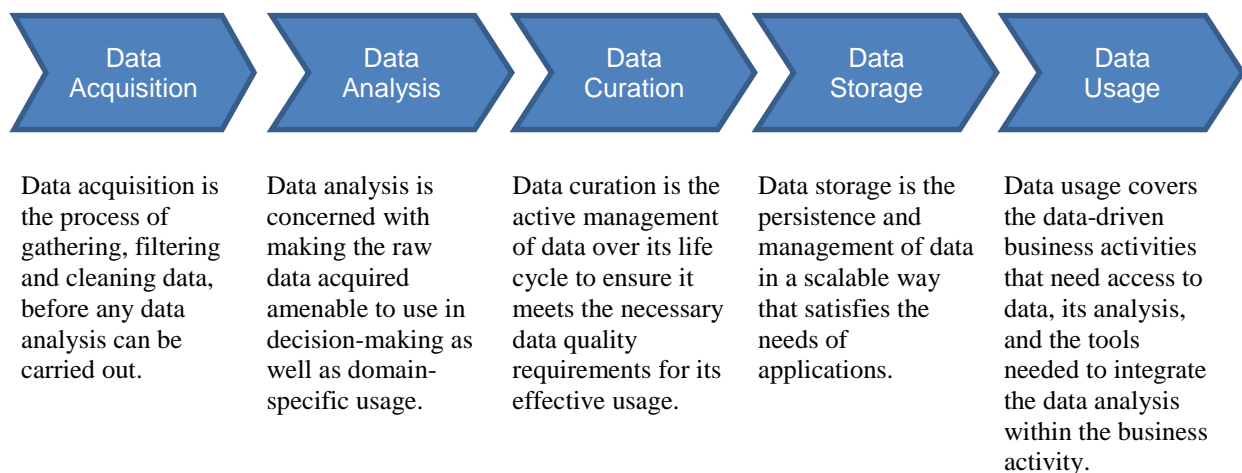 Data
Acquisition
Data
Analysis
Data
Curation
Data
Storage
Data
Usage
Data acquisition is
the process of
gathering, filtering
and cleaning data,
before any data
analysis can be
carried out.
Data analysis is
concerned with
making the raw
data acquired
amenable to use in
decision-making as
well as domain-
specific usage.
Data curation is the
active management
of data over its life
cycle to ensure it
meets the necessary
data quality
requirements for its
effective usage.
Data storage is the
persistence and
management of data
in a scalable way
that satisfies the
needs of
applications.
Data usage covers
the data-driven
business activities
that need access to
data, its analysis,
and the tools
needed to integrate
the data analysis
within the business
activity.